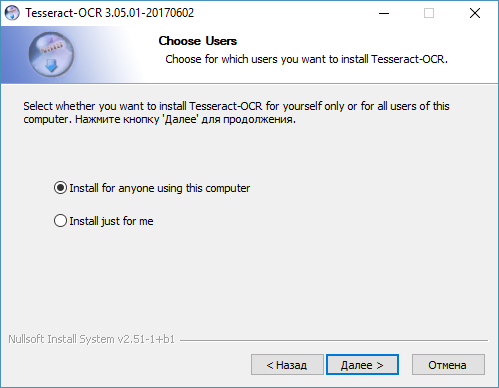 Tesseract-OCR 3.05.01-20170602
Choose Users
Choose for which users you want to install Tesseract-OCR.
Select whether you want to install Tesseract-OCR for yourself only or for all users of this
computer. Нажмите кнопку 'Далее' для продолжения.
Install for anyone using this computer
Install just for me
Nullsoft Install System v2.51-1+b1
< Назад Далее > Отмена